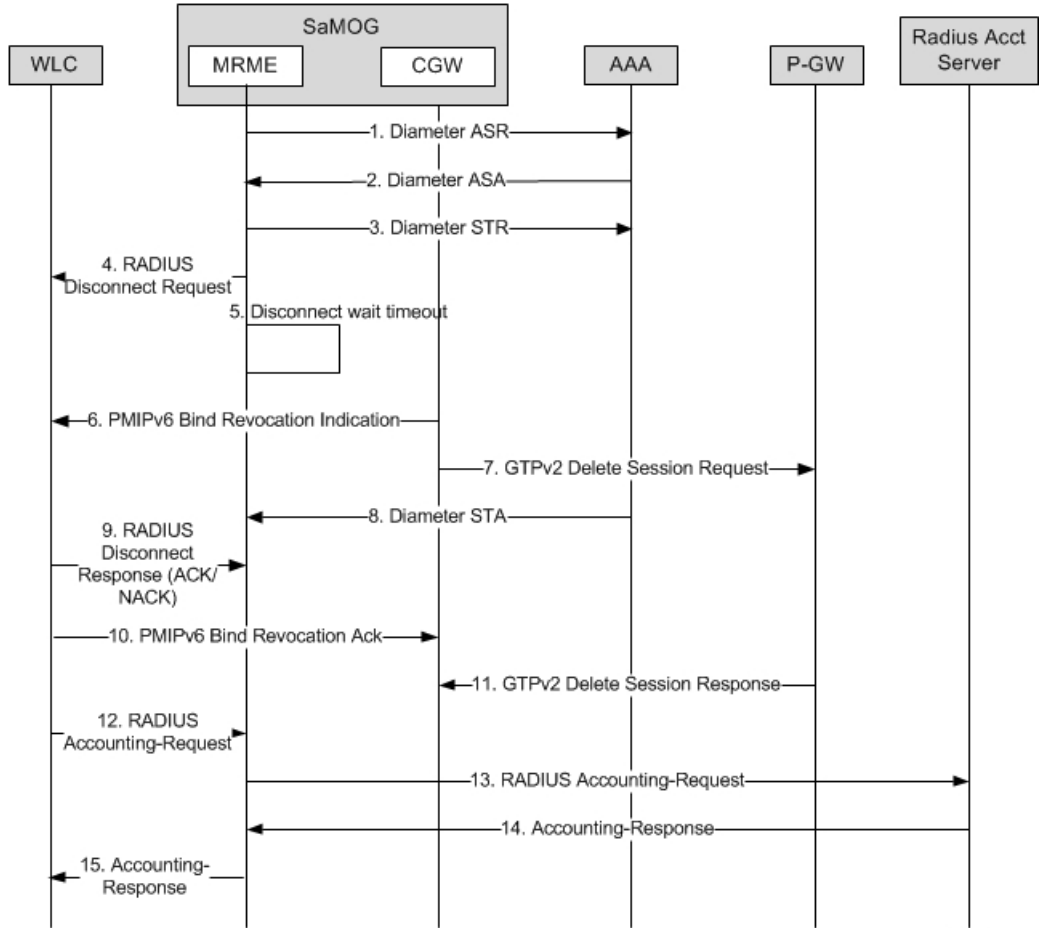 SaMOG
WLC
MRME
CGW
AAA
P-GW
Radius Acct
Server
1. Diameter ASR
2. Diameter ASA
3. Diameter STR
4. RADIUS
Disconnect Request
5. Disconnect wait timeout
6. PMIPv6 Bind Revocation Indication
7. GTPv2 Delete Session Request
8. Diameter STA
9. RADIUS
Disconnect
Response (ACK/
NACK)
10. PMIPv6 Bind Revocation Ack
11. GTPv2 Delete Session Response
12. RADIUS
Accounting-Request
13. RADIUS Accounting-Request
14. Accounting-Response
15. Accounting-
Response